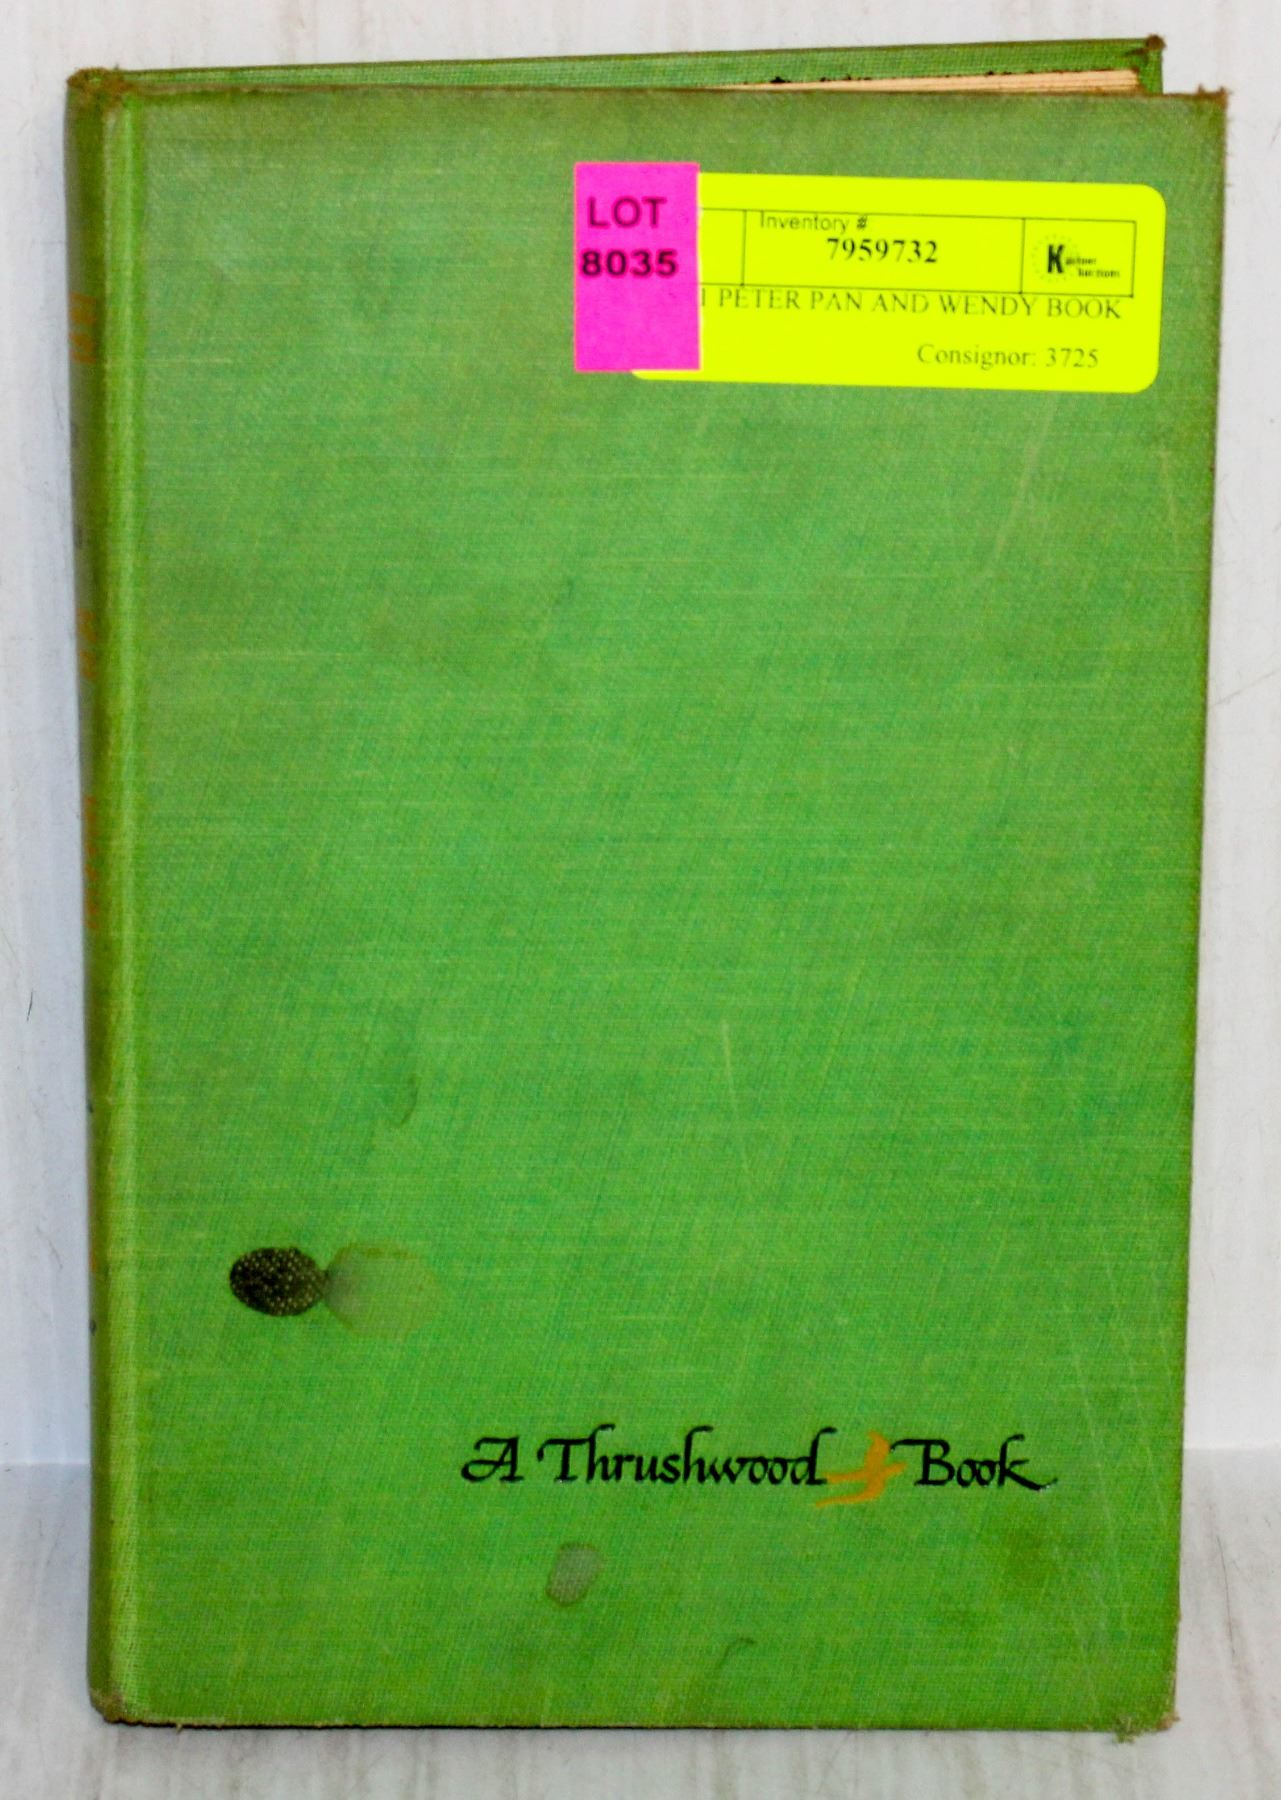 LOT
8035
Inventory #
7959732
PETER PAN AND WENDY BOOK
Consignor: 3725
A Thrushwood Book